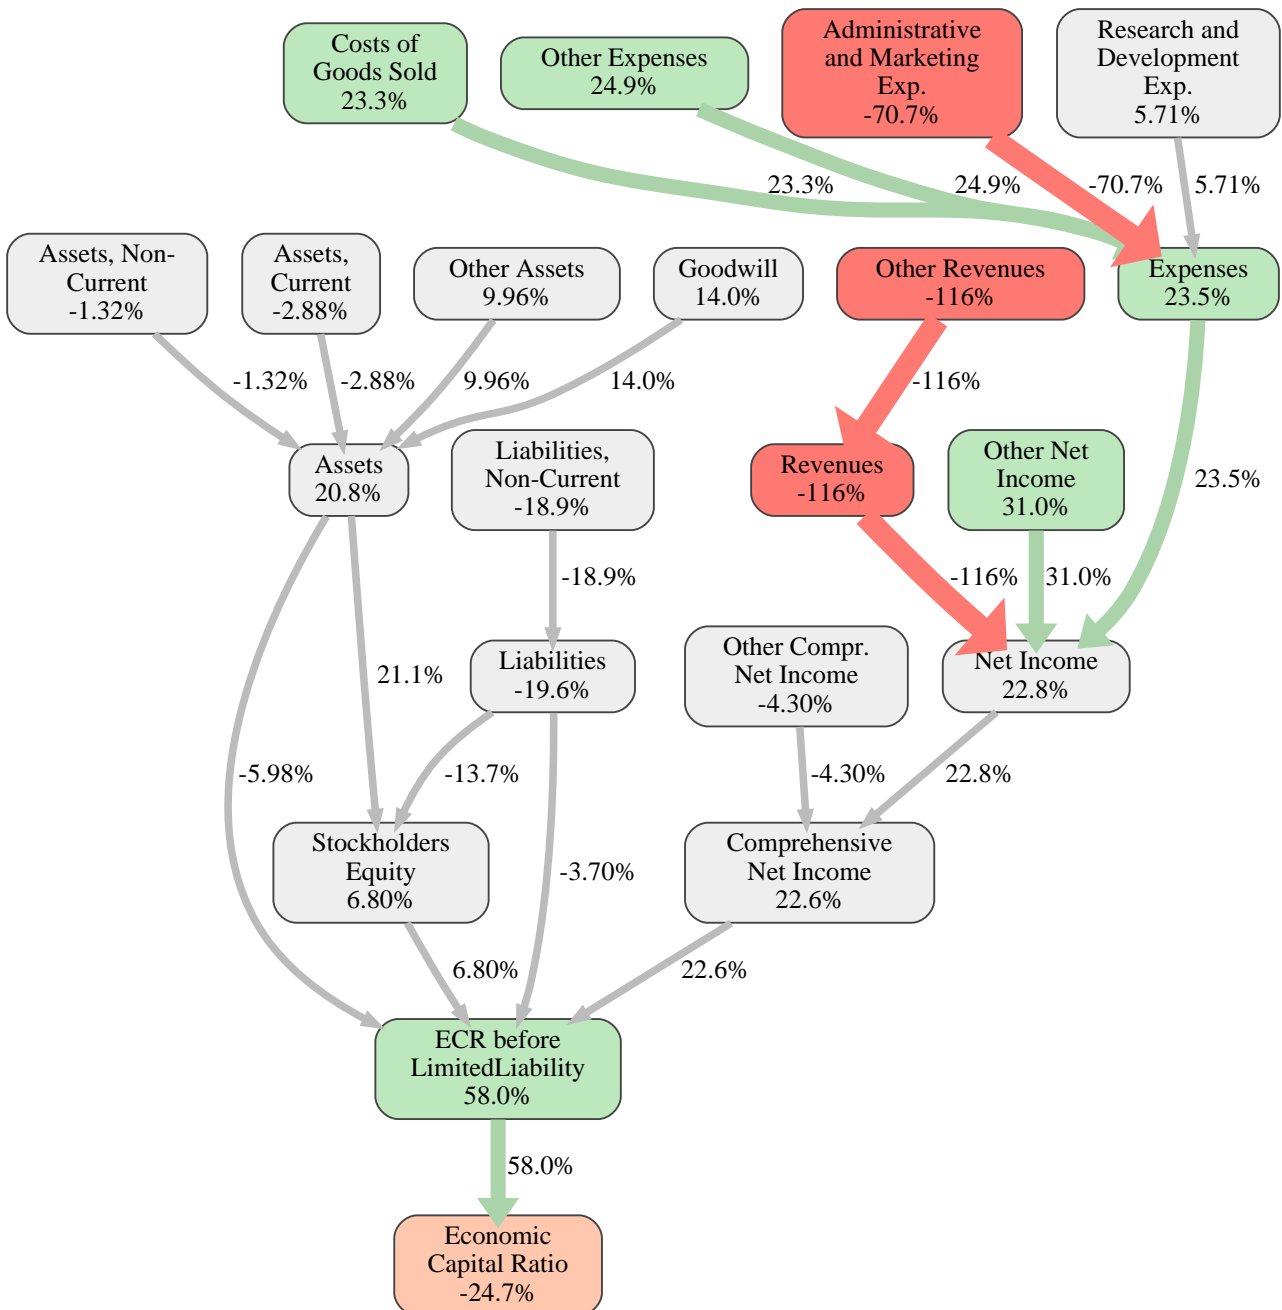 Costs of
Goods Sold
23.3%
Other Expenses
24.9%
Administrative
and Marketing
Exp.
-70.7%
Research and
Development
Exp.
5.71%
23.3%
24.9%
-70.7%
5.71%
Assets, Non-
Current
-1.32%
Assets,
Current
-2.88%
Other Assets
9.96%
Goodwill
14.0%
Other Revenues
-116%
Expenses
23.5%
-1.32%
-2.88%
9.96%
14.0%
-116%
23.5%
Assets
20.8%
Liabilities,
Non-Current
-18.9%
Revenues
-116%
Other Net
Income
31.0%
-18.9%
-116%
31.0%
21.1%
Liabilities
-19.6%
Other Compr.
Net Income
-4.30%
Net Income
22.8%
-5.98%
-13.7%
-3.70%
-4.30%
22.8%
Stockholders
Equity
6.80%
Comprehensive
Net Income
22.6%
6.80%
22.6%
ECR before
LimitedLiability
58.0%
58.0%
Economic
Capital Ratio
-24.7%